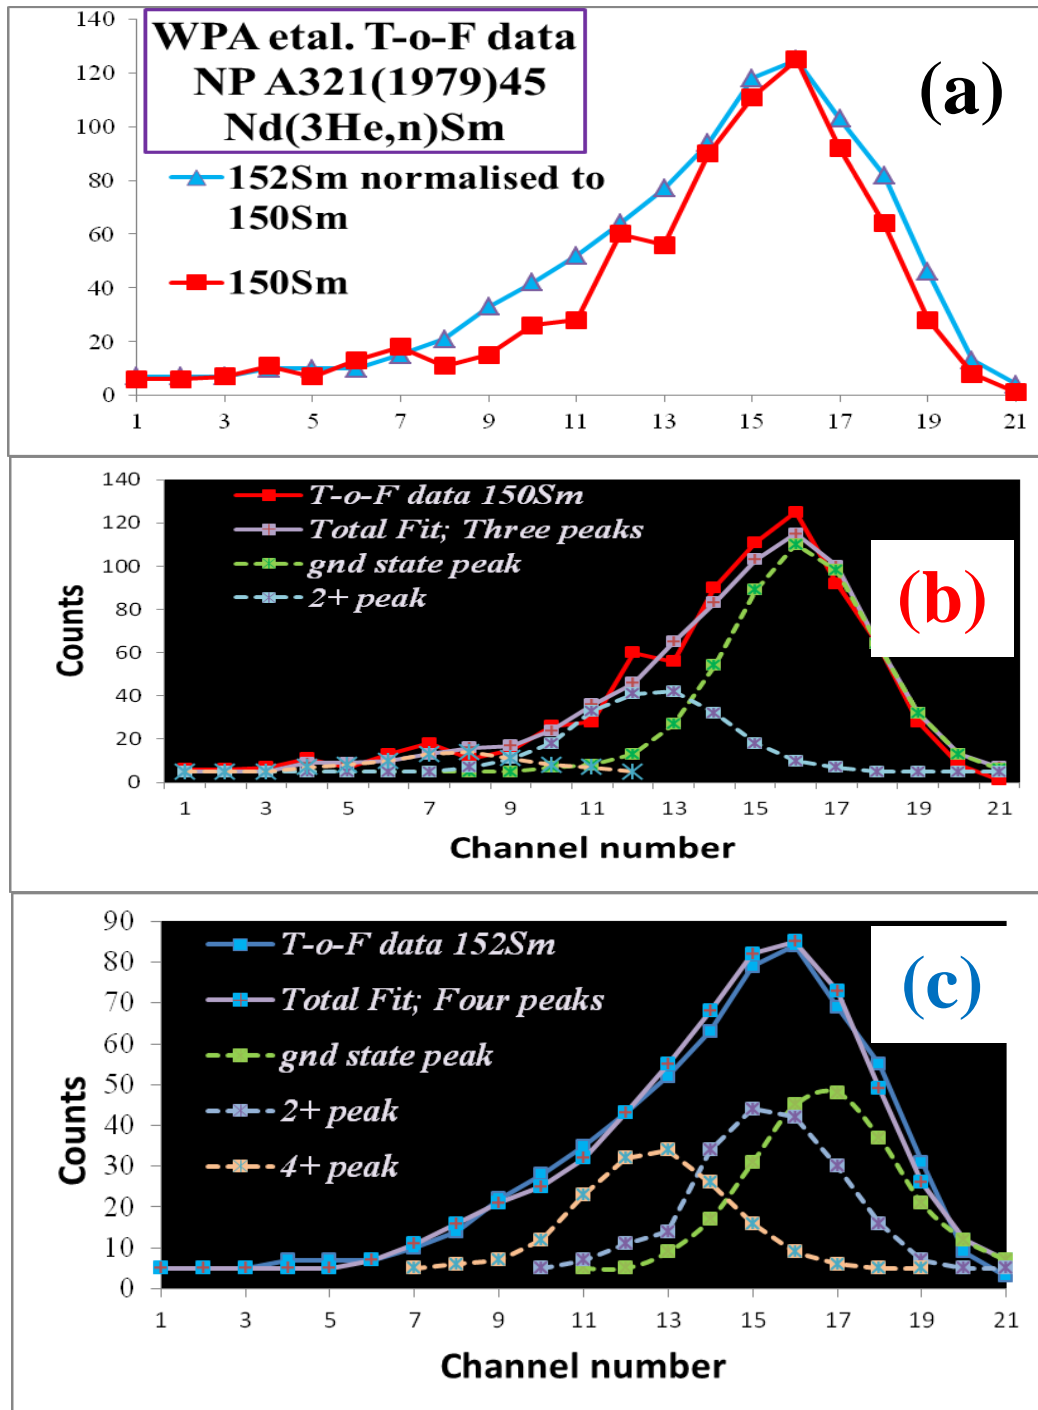 WPA etal. T-o-F data
NP A321(1979)45
Nd(3He,n)Sm
(a)
152Sm normalised to
150Sm
150Sm
140
120
100
80
60
40
20
0
1 3 5 7 9 11 13 15 17 19 21
T-o-F data 150Sm
Total Fit; Three peaks
gnd state peak
2+ peak
(b)
Counts
140
120
100
80
60
40
20
0
1 3 5 7 9 11 13 15 17 19 21
Channel number
T-o-F data 152Sm
Total Fit; Four peaks
gnd state peak
2+ peak
4+ peak
(c)
Counts
90
80
70
60
50
40
30
20
10
0
1 3 5 7 9 11 13 15 17 19 21
Channel number